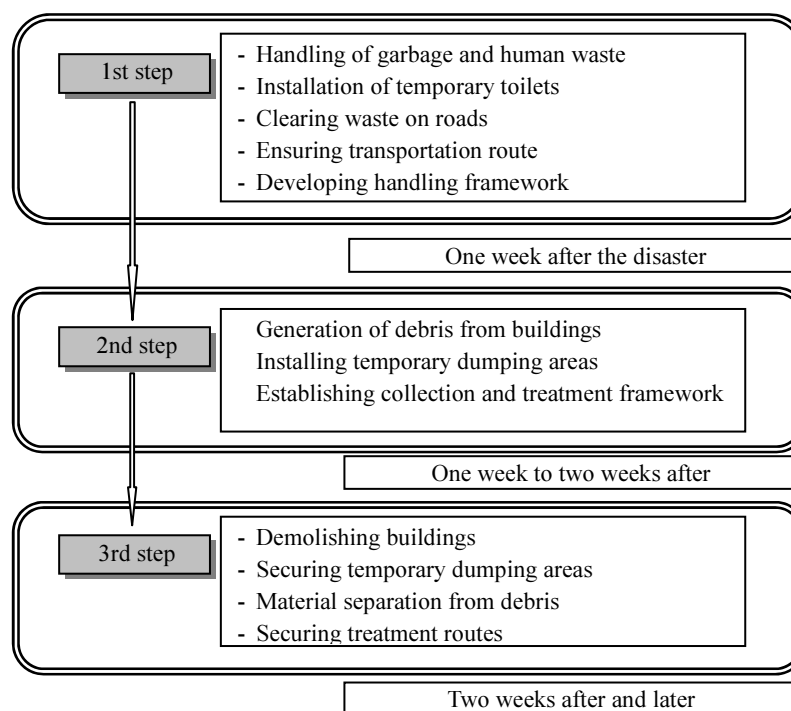 1st step
- Handling of garbage and human waste
- Installation of temporary toilets
- Clearing waste on roads
- Ensuring transportation route
- Developing handling framework
One week after the disaster
2nd step
Generation of debris from buildings
Installing temporary dumping areas
Establishing collection and treatment framework
One week to two weeks after
3rd step
- Demolishing buildings
- Securing temporary dumping areas
- Material separation from debris
- Securing treatment routes
Two weeks after and later